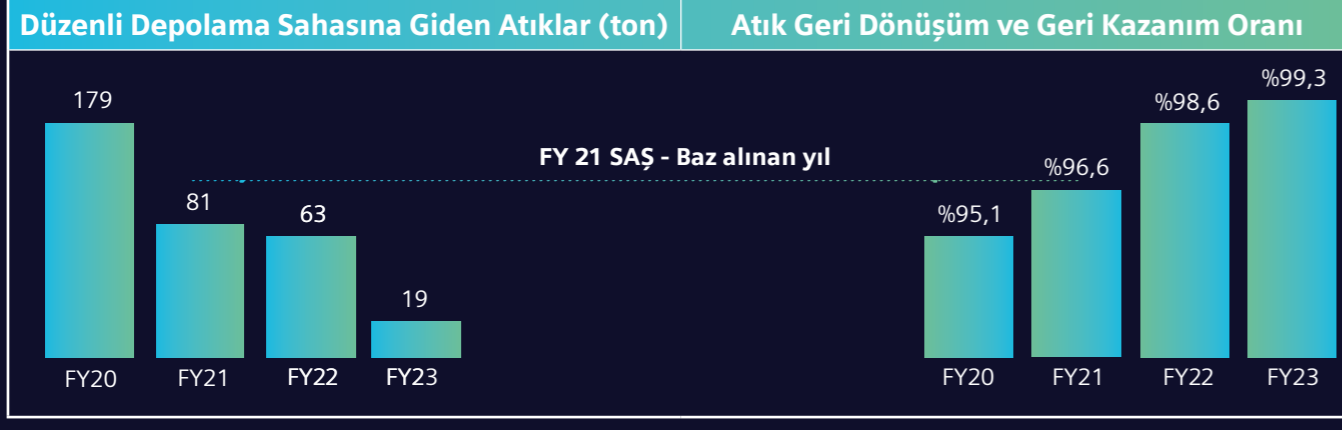 Düzenli Depolama Sahasına Giden Atıklar (ton)
Atık Geri Dönüşüm ve Geri Kazanım Oranı
179
81
63
19
FY20
FY21
FY22
FY23
FY 21 SAŞ - Baz alınan yıl
%95,1
%96,6
%98,6
%99,3
FY20
FY21
FY22
FY23